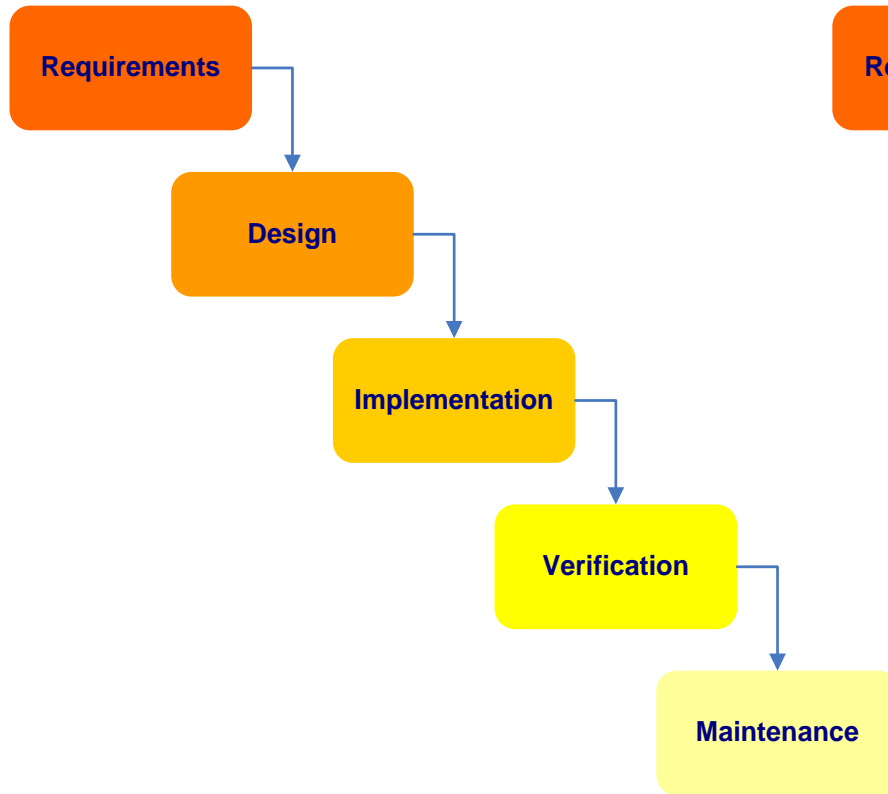 Requirements
Design
Implementation
Verification
Maintenance